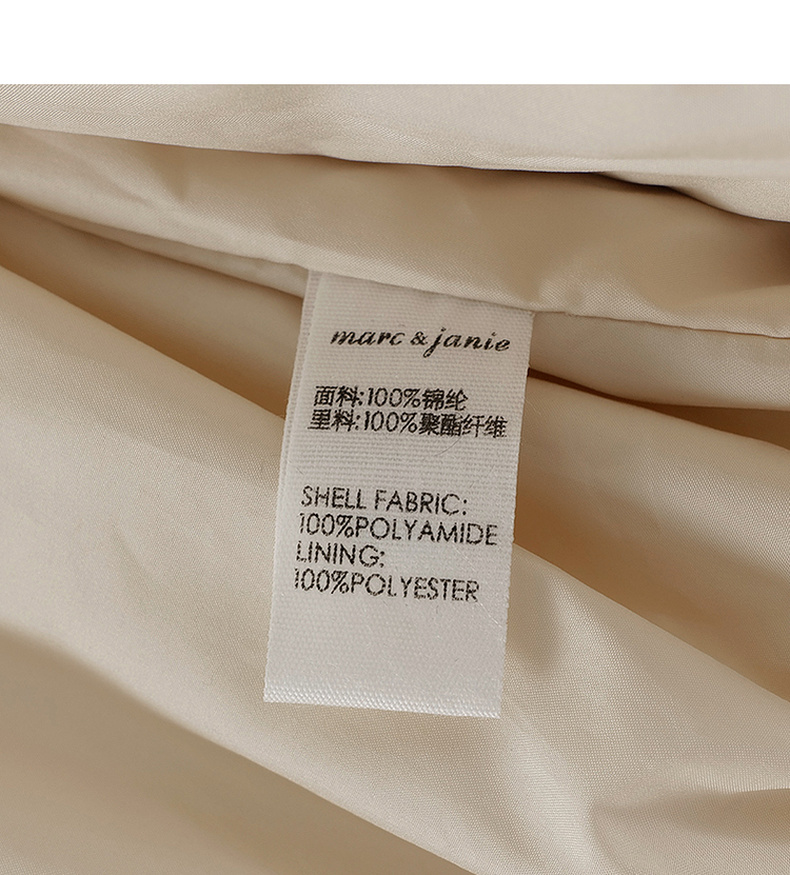 marc & janie
面料:100%锦纶
里料:100%聚酯纤维
SHELL FABRIC:
100%POLYAMIDE
LINING:
100%POLYESTER